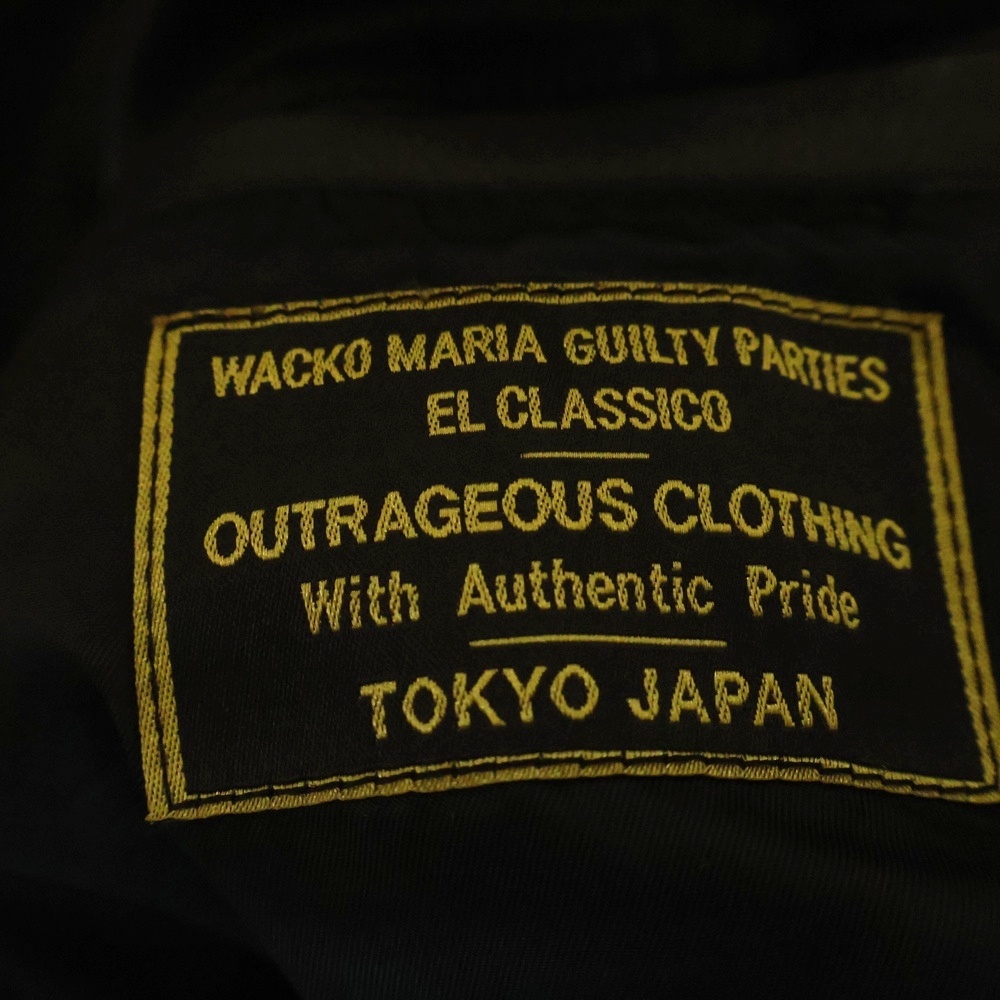 WACKO MARIA GUILTY PARTIES
EL CLASSICO
OUTRAGEOUS CLOTHING
With Authentic Pride
TOKYO JAPAN